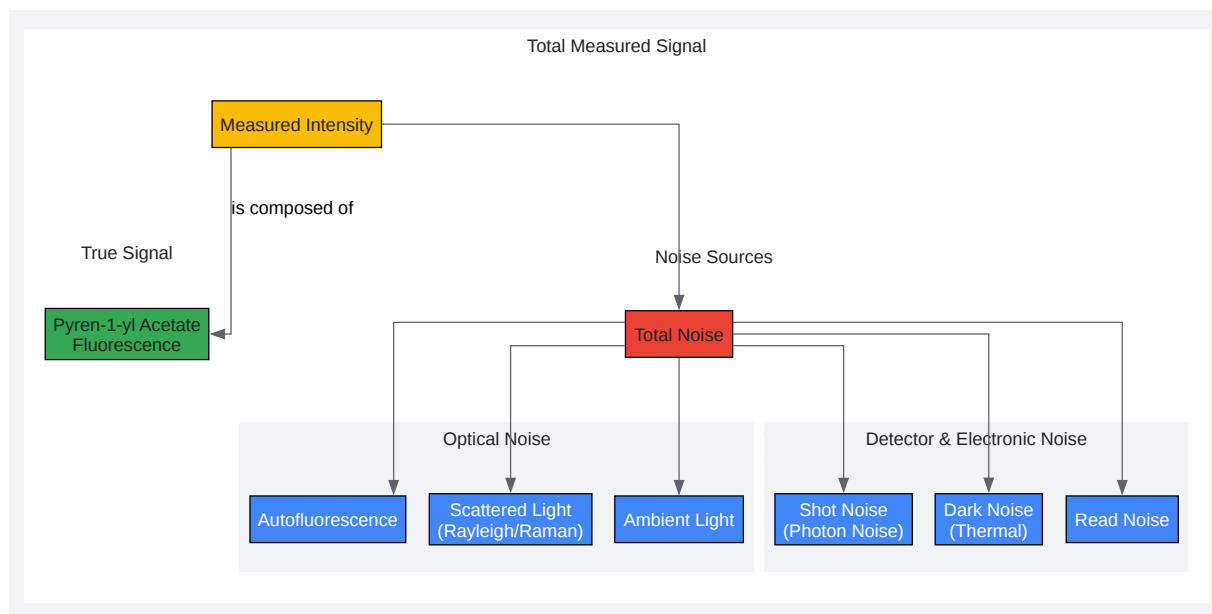 Total Measured Signal
Measured Intensity
is composed of
True Signal
Noise Sources
Pyren-1-yl Acetate
Fluorescence
Total Noise
Optical Noise
Detector & Electronic Noise
Autofluorescence
Scattered Light
(Rayleigh/Raman)
Ambient Light
Shot Noise
(Photon Noise)
Dark Noise
(Thermal)
Read Noise